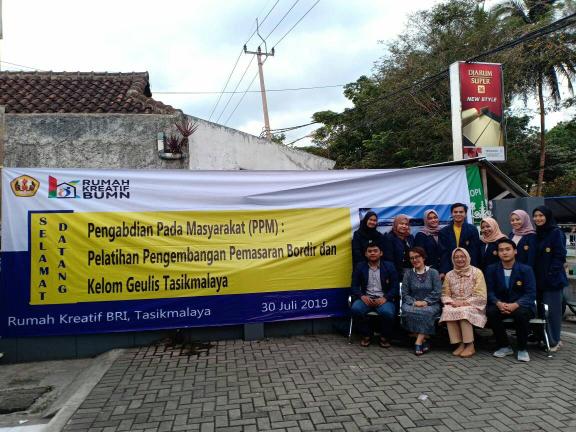 RUMAH
KREATIF
BUMN
SELAMAT
DATANG
Pengabdian Pada Masyarakat (PPM) :
Pelatihan Pengembangan Pemasaran Bordir dan
Kelom Geulis Tasikmalaya
Rumah Kreatif BRI, Tasikmalaya
30 Juli 2019
DJARUM
SUPER
NEW STYLE
OPI